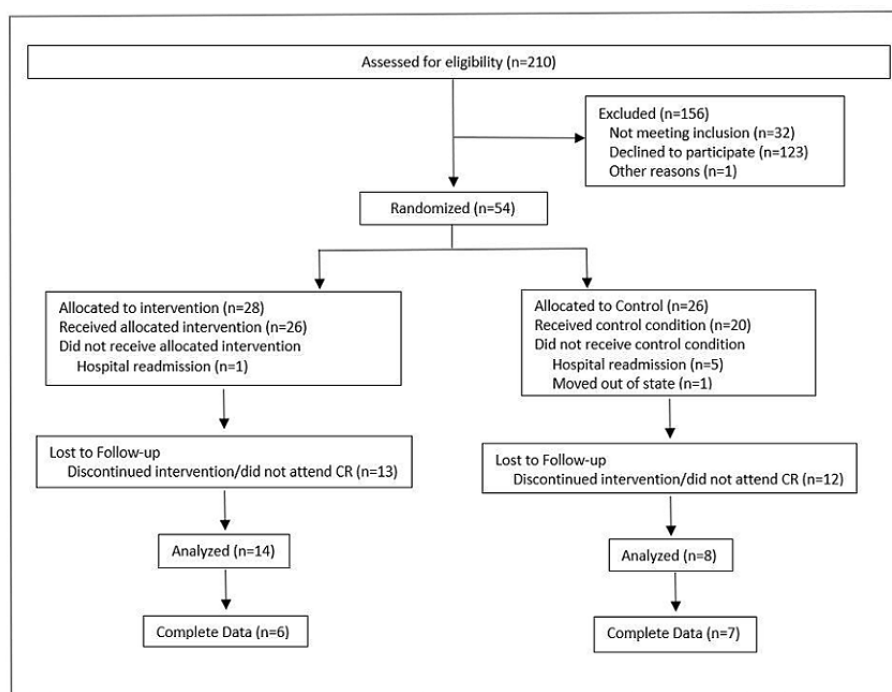 Assessed for eligibility (n=210)
Excluded (n=156)
Not meeting inclusion (n=32)
Declined to participate (n=123)
Other reasons (n=1)
Randomized (n=54)
Allocated to intervention (n=28)
Received allocated intervention (n=26)
Did not receive allocated intervention
Hospital readmission (n=1)
Allocated to Control (n=26)
Received control condition (n=20)
Did not receive control condition
Hospital readmission (n=5)
Moved out of state (n=1)
Lost to Follow-up
Discontinued intervention/did not attend CR (n=13)
Lost to Follow-up
Discontinued intervention/did not attend CR (n=12)
Analyzed (n=14)
Analyzed (n=8)
Complete Data (n=6)
Complete Data (n=7)